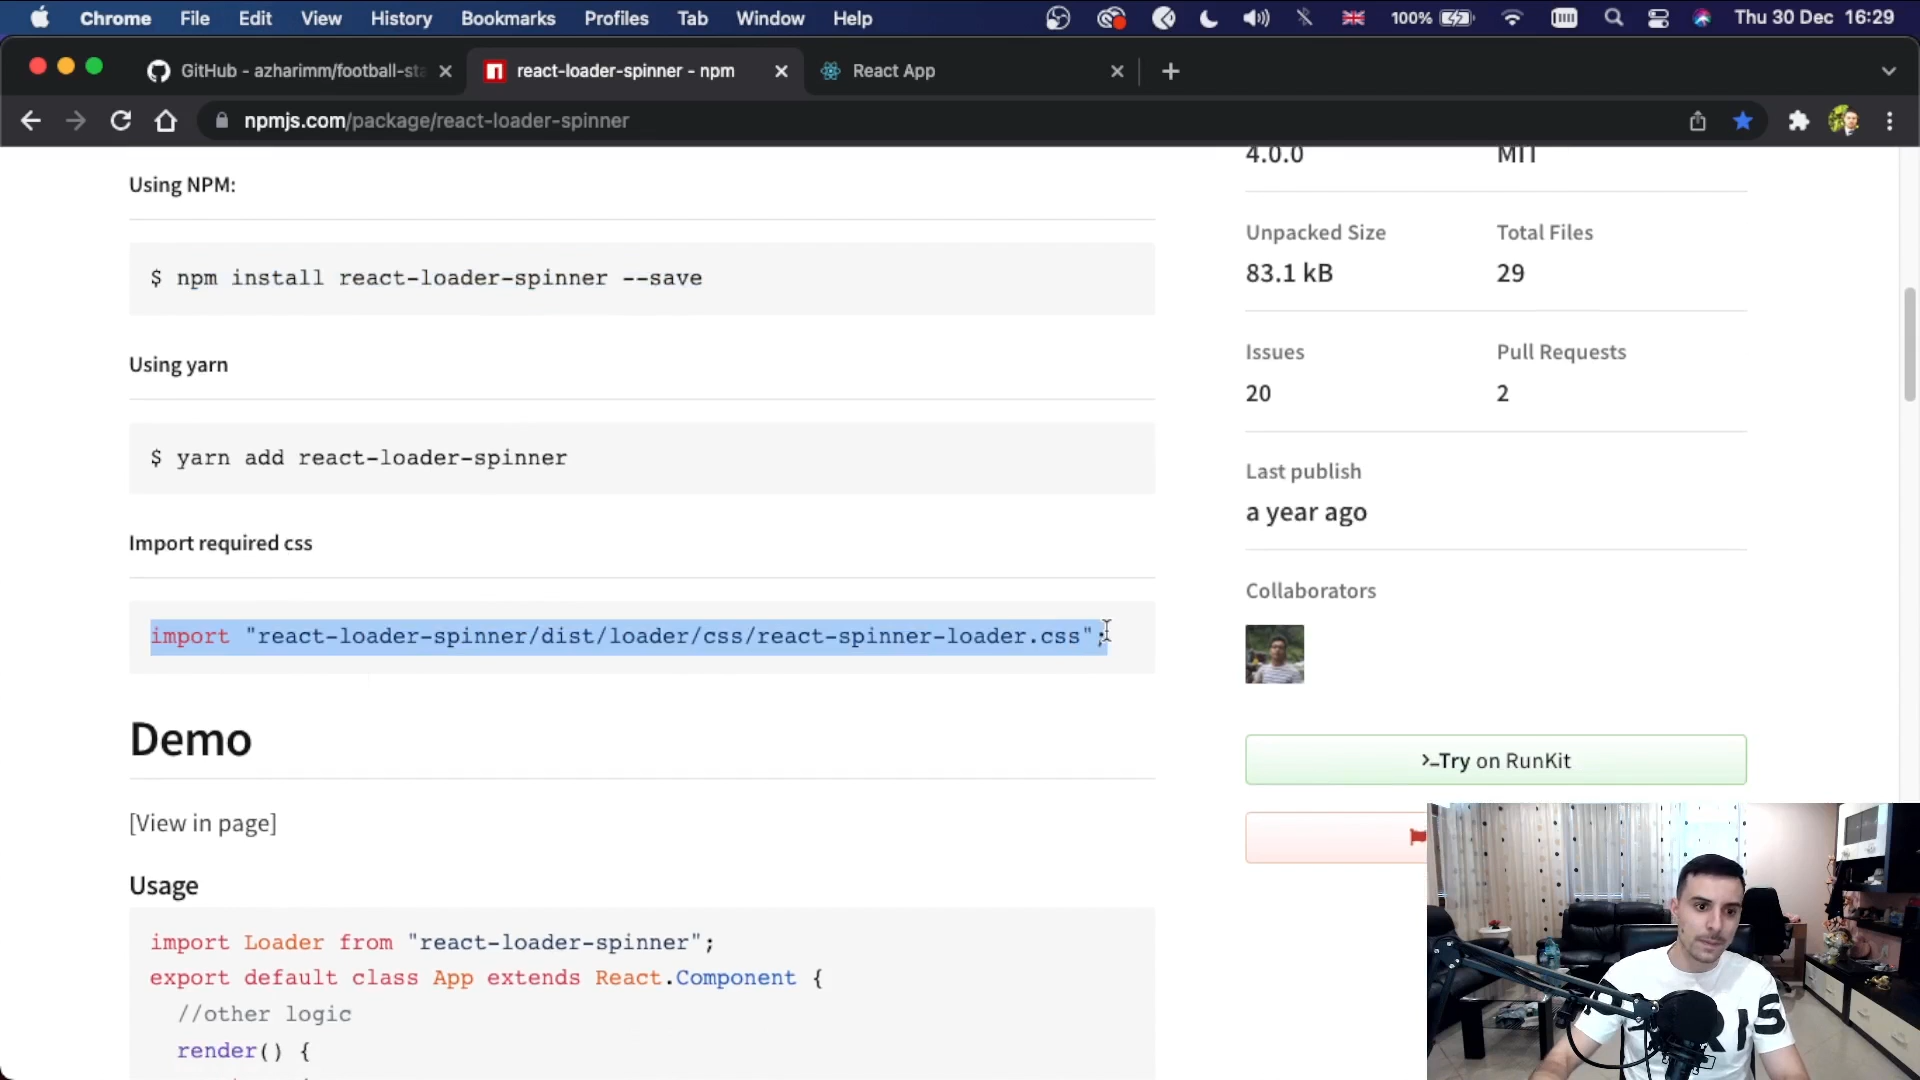 Chrome File Edit View History Bookmarks Profiles Tab Window Help 100% Thu 30 Dec 16:29
GitHub - azharimm/football-sta react-loader-spinner - npm React App
npmjs.com/package/react-loader-spinner
4.0.0 MIT
Using NPM:
Unpacked Size Total Files
83.1 kB 29
$ npm install react-loader-spinner --save
Using yarn
Issues Pull Requests
20 2
$ yarn add react-loader-spinner
Last publish
a year ago
Import required css
Collaborators
import "react-loader-spinner/dist/loader/css/react-spinner-loader.css";
Demo
>_Try on RunKit
[View in page]
Usage
import Loader from "react-loader-spinner";
export default class App extends React.Component {
//other logic
render() {